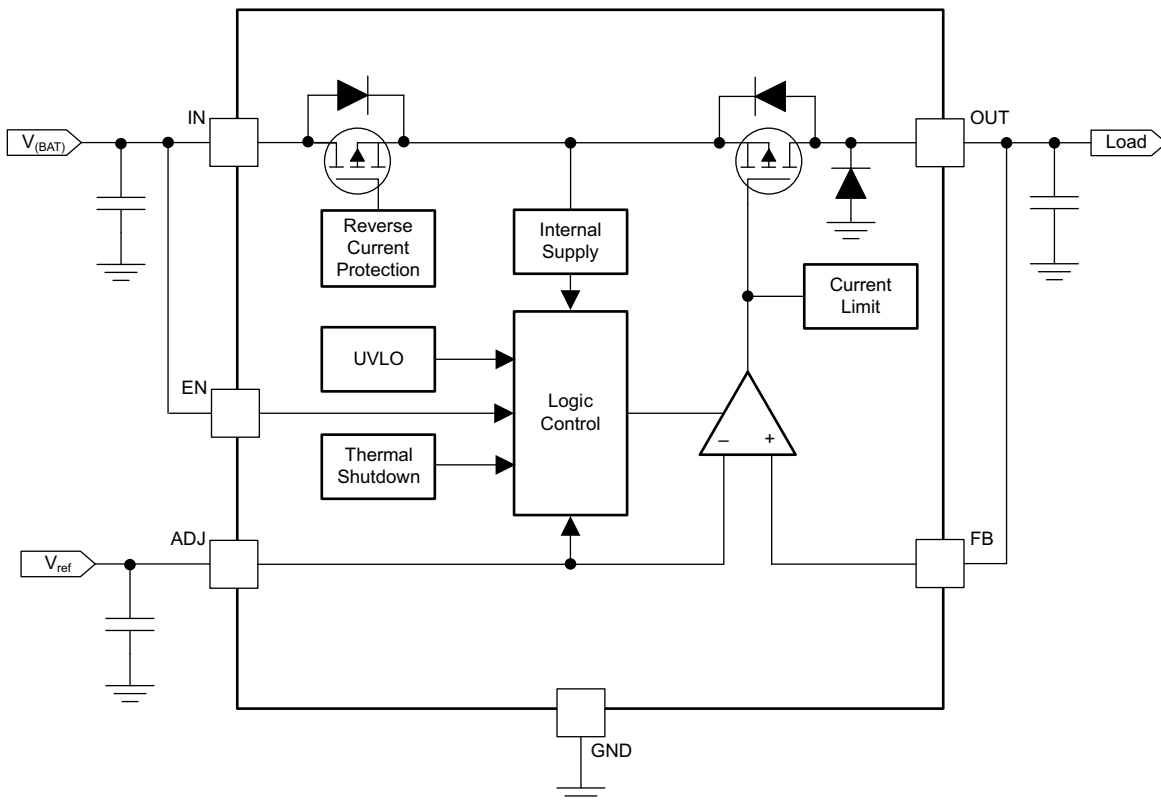 IN
OUT
V(BAT)
Load
Reverse
Current
Protection
Internal
Supply
Current
Limit
UVLO
EN
Logic
Control
– +
Thermal
Shutdown
ADJ
FB
Vref
GND